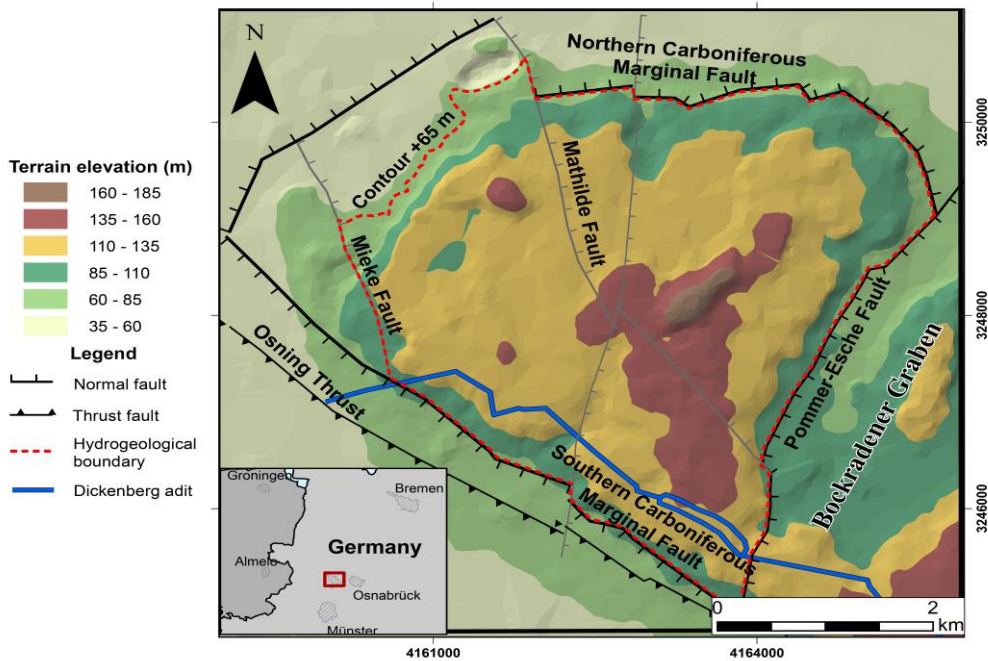 N
Northern Carboniferous
Marginal Fault
Contour +65 m
Mathilde Fault
Mieke Fault
Osning Thrust
Pommer-Esche Fault
Bockradener Graben
Southern Carboniferous
Marginal Fault
Terrain elevation (m)
160 - 185
135 - 160
110 - 135
85 - 110
60 - 85
35 - 60
Legend
Normal fault
Thrust fault
Hydrogeological
boundary
Dickenberg adit
Groningen
Bremen
Germany
Almelo
Osnabrück
Münster
0 2
km
3250000
3248000
3246000
4161000 4164000